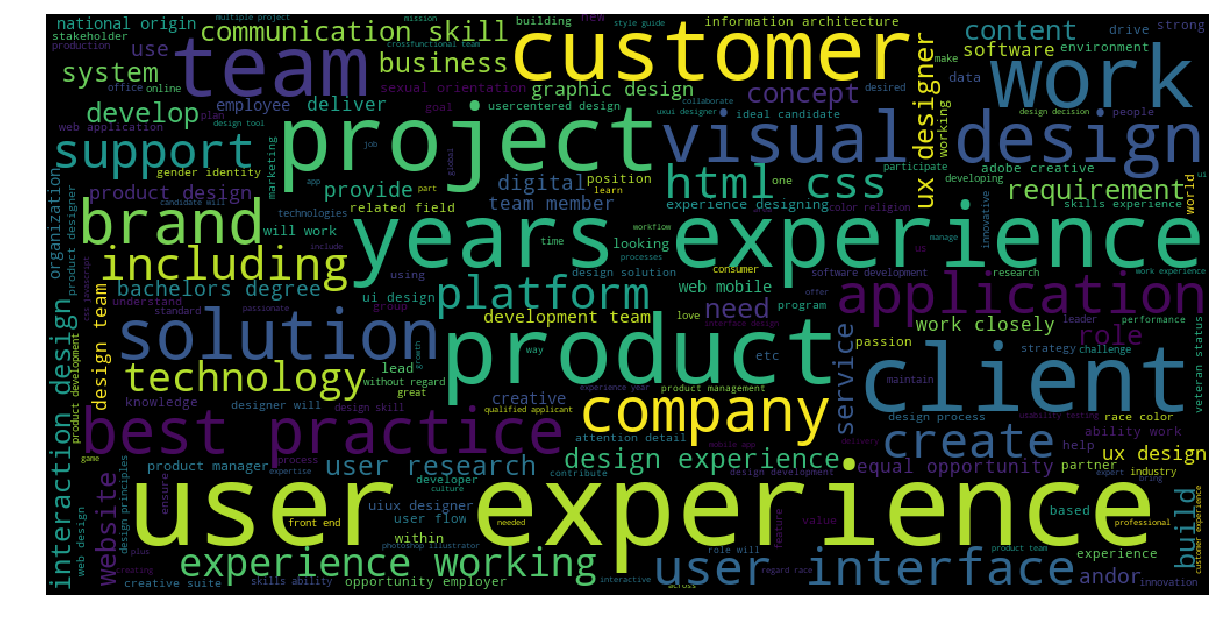 national origin
multiple project
communication skill
mission
building
style guide
new
information architecture
content
drive
strong
stakeholder
production
use
team
crossfunctional team
business
customer
ux designer
make
software
environment
work
system
office
online
sexual orientation
graphic design
concept
data
desired
develop
employee
deliver
goal
usercentered design
collaborate
uxui designer
ideal candidate
working
design decision
people
web application
plan
design tool
project
job
global
visual design
support
gender identity
marketing
participate
adobe creative
developing
ui
organization
product designer
product design
candidate will
app
provide
part
digital
position
learn
team member
html css
one
experience designing
color religion
requirement
skills experience
world
innovative
brand
technologies
related field
will work
years experience
workflow
time
looking
processes
us
manage
including
include
using
design solution
consumer
web mobile
software development
research
work experience
css javascript
bachelors degree
understand
standard
passionate
group
ui design
platform
development team
love
interface design
need
program
offer
application
leader
performance
interaction design
product development
design team
solution
growth
product
way
etc
service
passion
work closely
role
strategy
challenge
veteran status
technology
lead
without regard
great
experience year
product management
client
maintain
knowledge
designer will
design skill
creative
qualified applicant
company
design process
usability testing
race color
best practice
attention detail
mobile app
delivery
create
help
ability work
game
process
expertise
product manager
user research
developer
culture
contribute
design experience
design development
equal opportunity
expert
partner
industry
bring
ux design
web design
website
design principles
ensure
uiux designer
user flow
user experience
front end
needed
value
feature
based
professional
build
customer experience
plus
creating
within
photoshop illustrator
role will
product team
experience
creative suite
experience working
skills ability
opportunity employer
interactive
across
regard race
user interface
andor
innovation